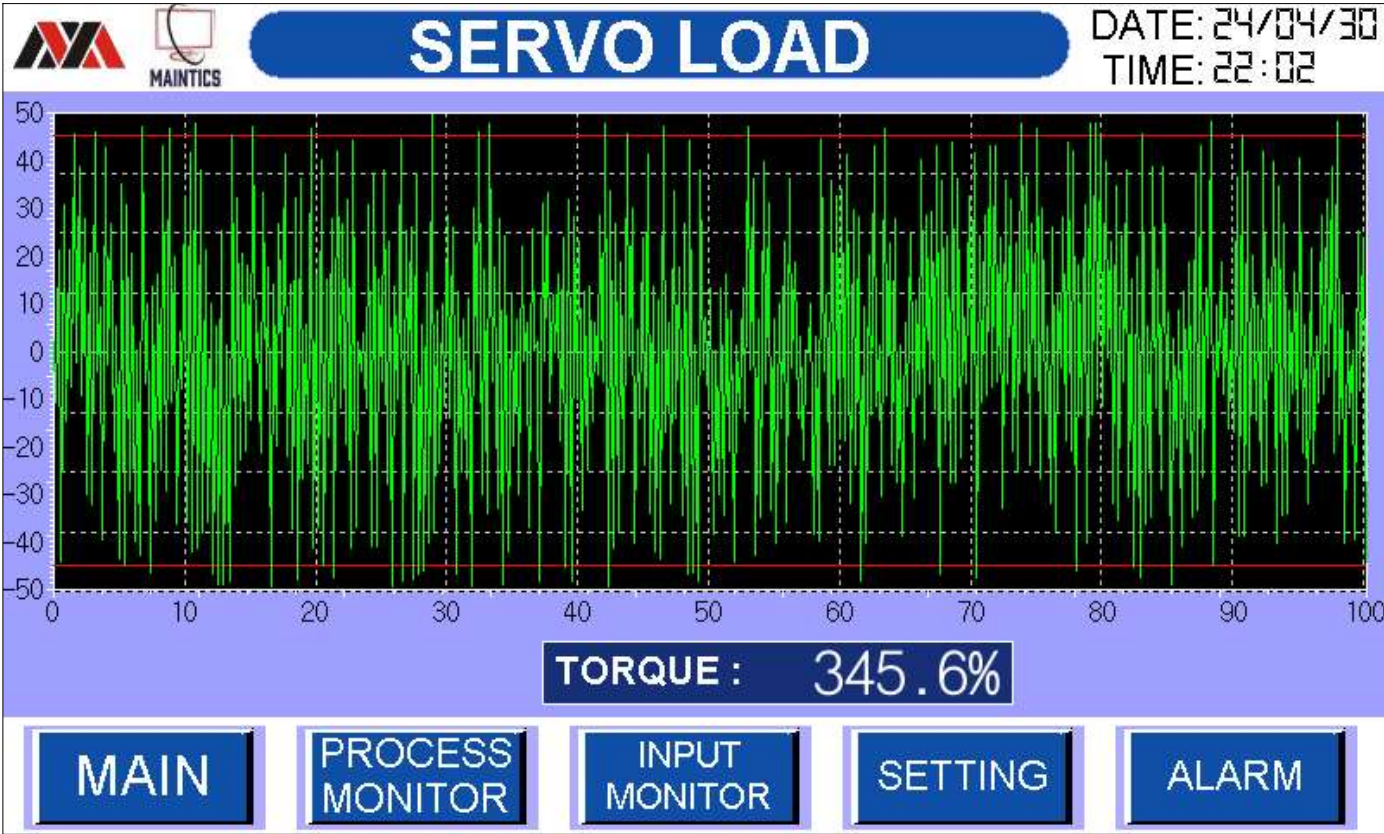 MAINTICS
SERVO LOAD
DATE: 24/04/30
TIME: 22:02
50
40
30
20
10
0
-10
-20
-30
-40
-50
0 10 20 30 40 50 60 70 80 90 100
TORQUE : 345.6%
MAIN
PROCESS
MONITOR
INPUT
MONITOR
SETTING
ALARM